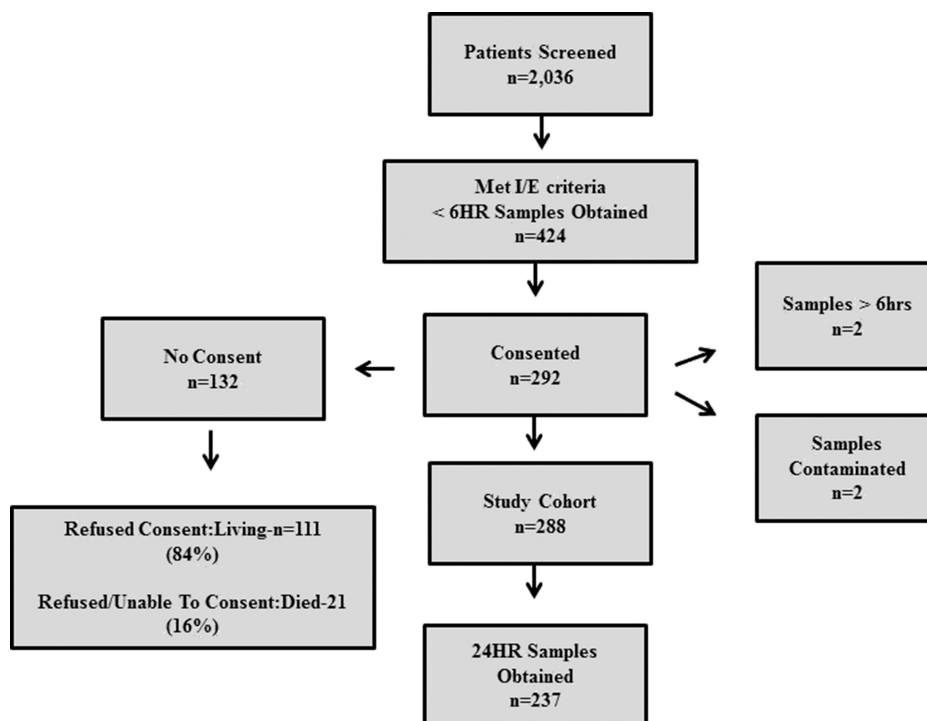 Patients Screened
n=2,036
Met I/E criteria
< 6HR Samples Obtained
n=424
Samples > 6hrs
n=2
No Consent
n=132
Consented
n=292
Samples
Contaminated
n=2
Study Cohort
n=288
Refused Consent:Living-n=111
(84%)
Refused/Unable To Consent:Died-21
(16%)
24HR Samples
Obtained
n=237